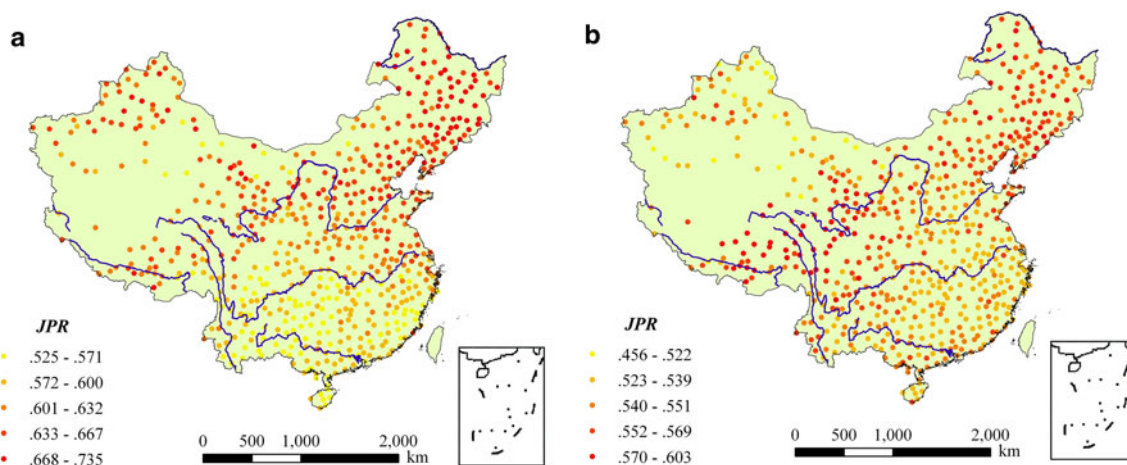 a
JPR
.525 - .571
.572 - .600
.601 - .632
.633 - .667
.668 - .735
0 500 1,000 2,000
km
b
JPR
.456 - .522
.523 - .539
.540 - .551
.552 - .569
.570 - .603
0 500 1,000 2,000
km